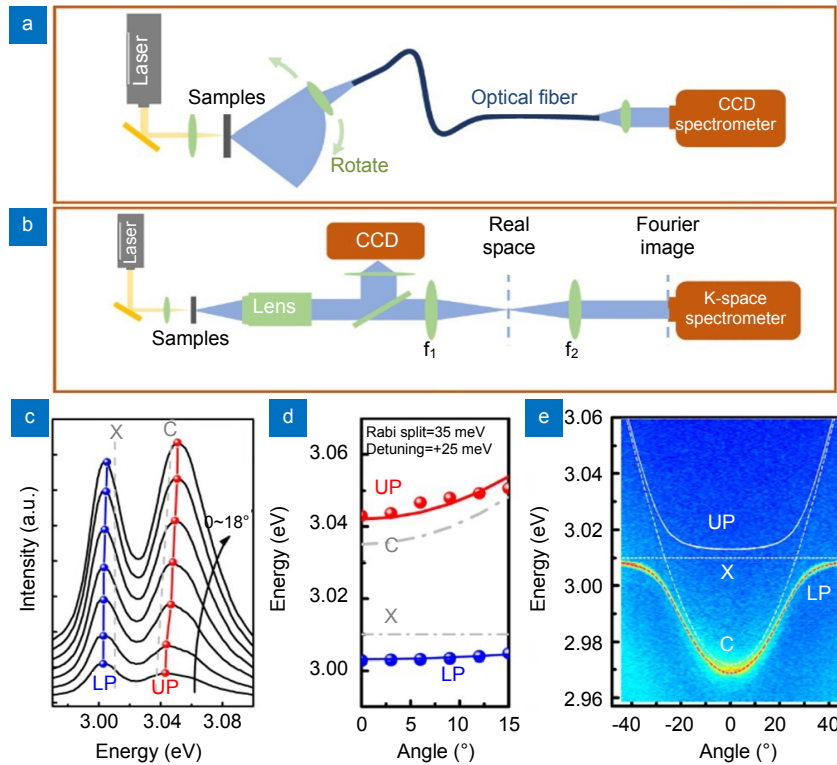 a
Laser
Samples
Rotate
Optical fiber
CCD
spectrometer
b
Laser
Samples
Lens
CCD
f1
Real
space
f2
Fourier
image
K-space
spectrometer
c
X
C
0~18°
LP
UP
Intensity (a.u.)
3.00
3.04
3.08
Energy (eV)
d
Rabi split=35 meV
Detuning=+25 meV
UP
C
X
LP
3.06
3.04
3.02
3.00
Energy (eV)
0
5
10
15
Angle (°)
e
3.06
3.04
3.02
3.00
2.98
2.96
Energy (eV)
UP
X
LP
C
-40
-20
0
20
40
Angle (°)